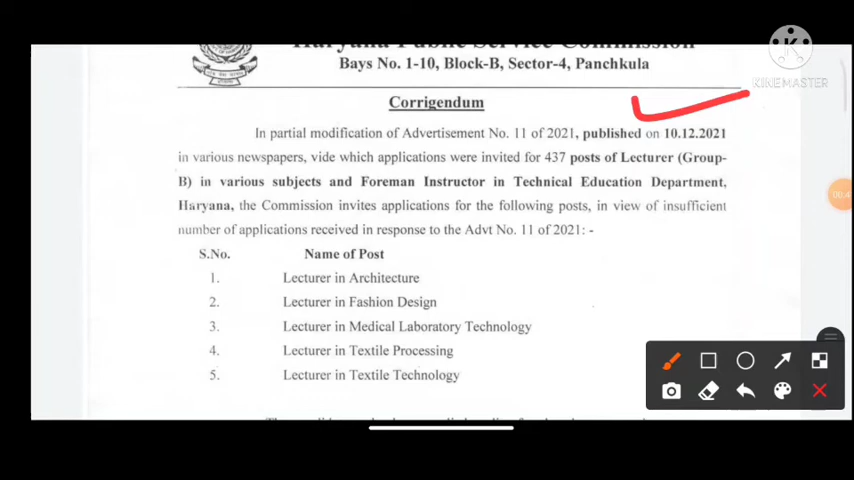 Haryana Public Service Commission
Bays No. 1-10, Block-B, Sector-4, Panchkula
KINEMASTER
Corrigendum
In partial modification of Advertisement No. 11 of 2021, published on 10.12.2021
in various newspapers, vide which applications were invited for 437 posts of Lecturer (Group-
B) in various subjects and Foreman Instructor in Technical Education Department,
Haryana, the Commission invites applications for the following posts, in view of insufficient
number of applications received in response to the Advt No. 11 of 2021: -
S.No. Name of Post
1. Lecturer in Architecture
2. Lecturer in Fashion Design
3. Lecturer in Medical Laboratory Technology
4. Lecturer in Textile Processing
5. Lecturer in Textile Technology